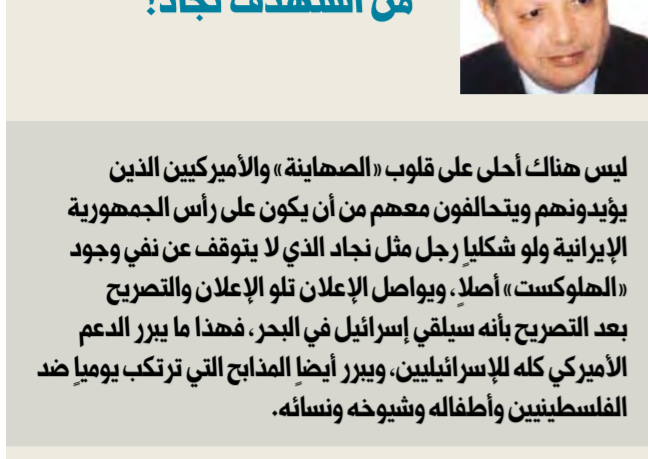 من استهدف نجاد؟
ليس هناك أحلى على قلوب «الصهاينة» والأميركيين الذين
يؤيدونهم ويتحالفون معهم من أن يكون على رأس الجمهورية
الإيرانية ولو شكلياٍ رجل مثل نجاد الذي لا يتوقف عن نفي وجود
«الهلوكست» أصلاٍ، ويواصل الإعلان تلو الإعلان والتصريح
بعد التصريح بأنه سيلقي إسرائيل في البحر، فهذا ما يبرر الدعم
الأميركي كله للإسرائيليين، ويبرر أيضاٍ المذابح التي ترتكب يومياٍ ضد
الفلسطينيين وأطفاله وشيوخه ونسائه.